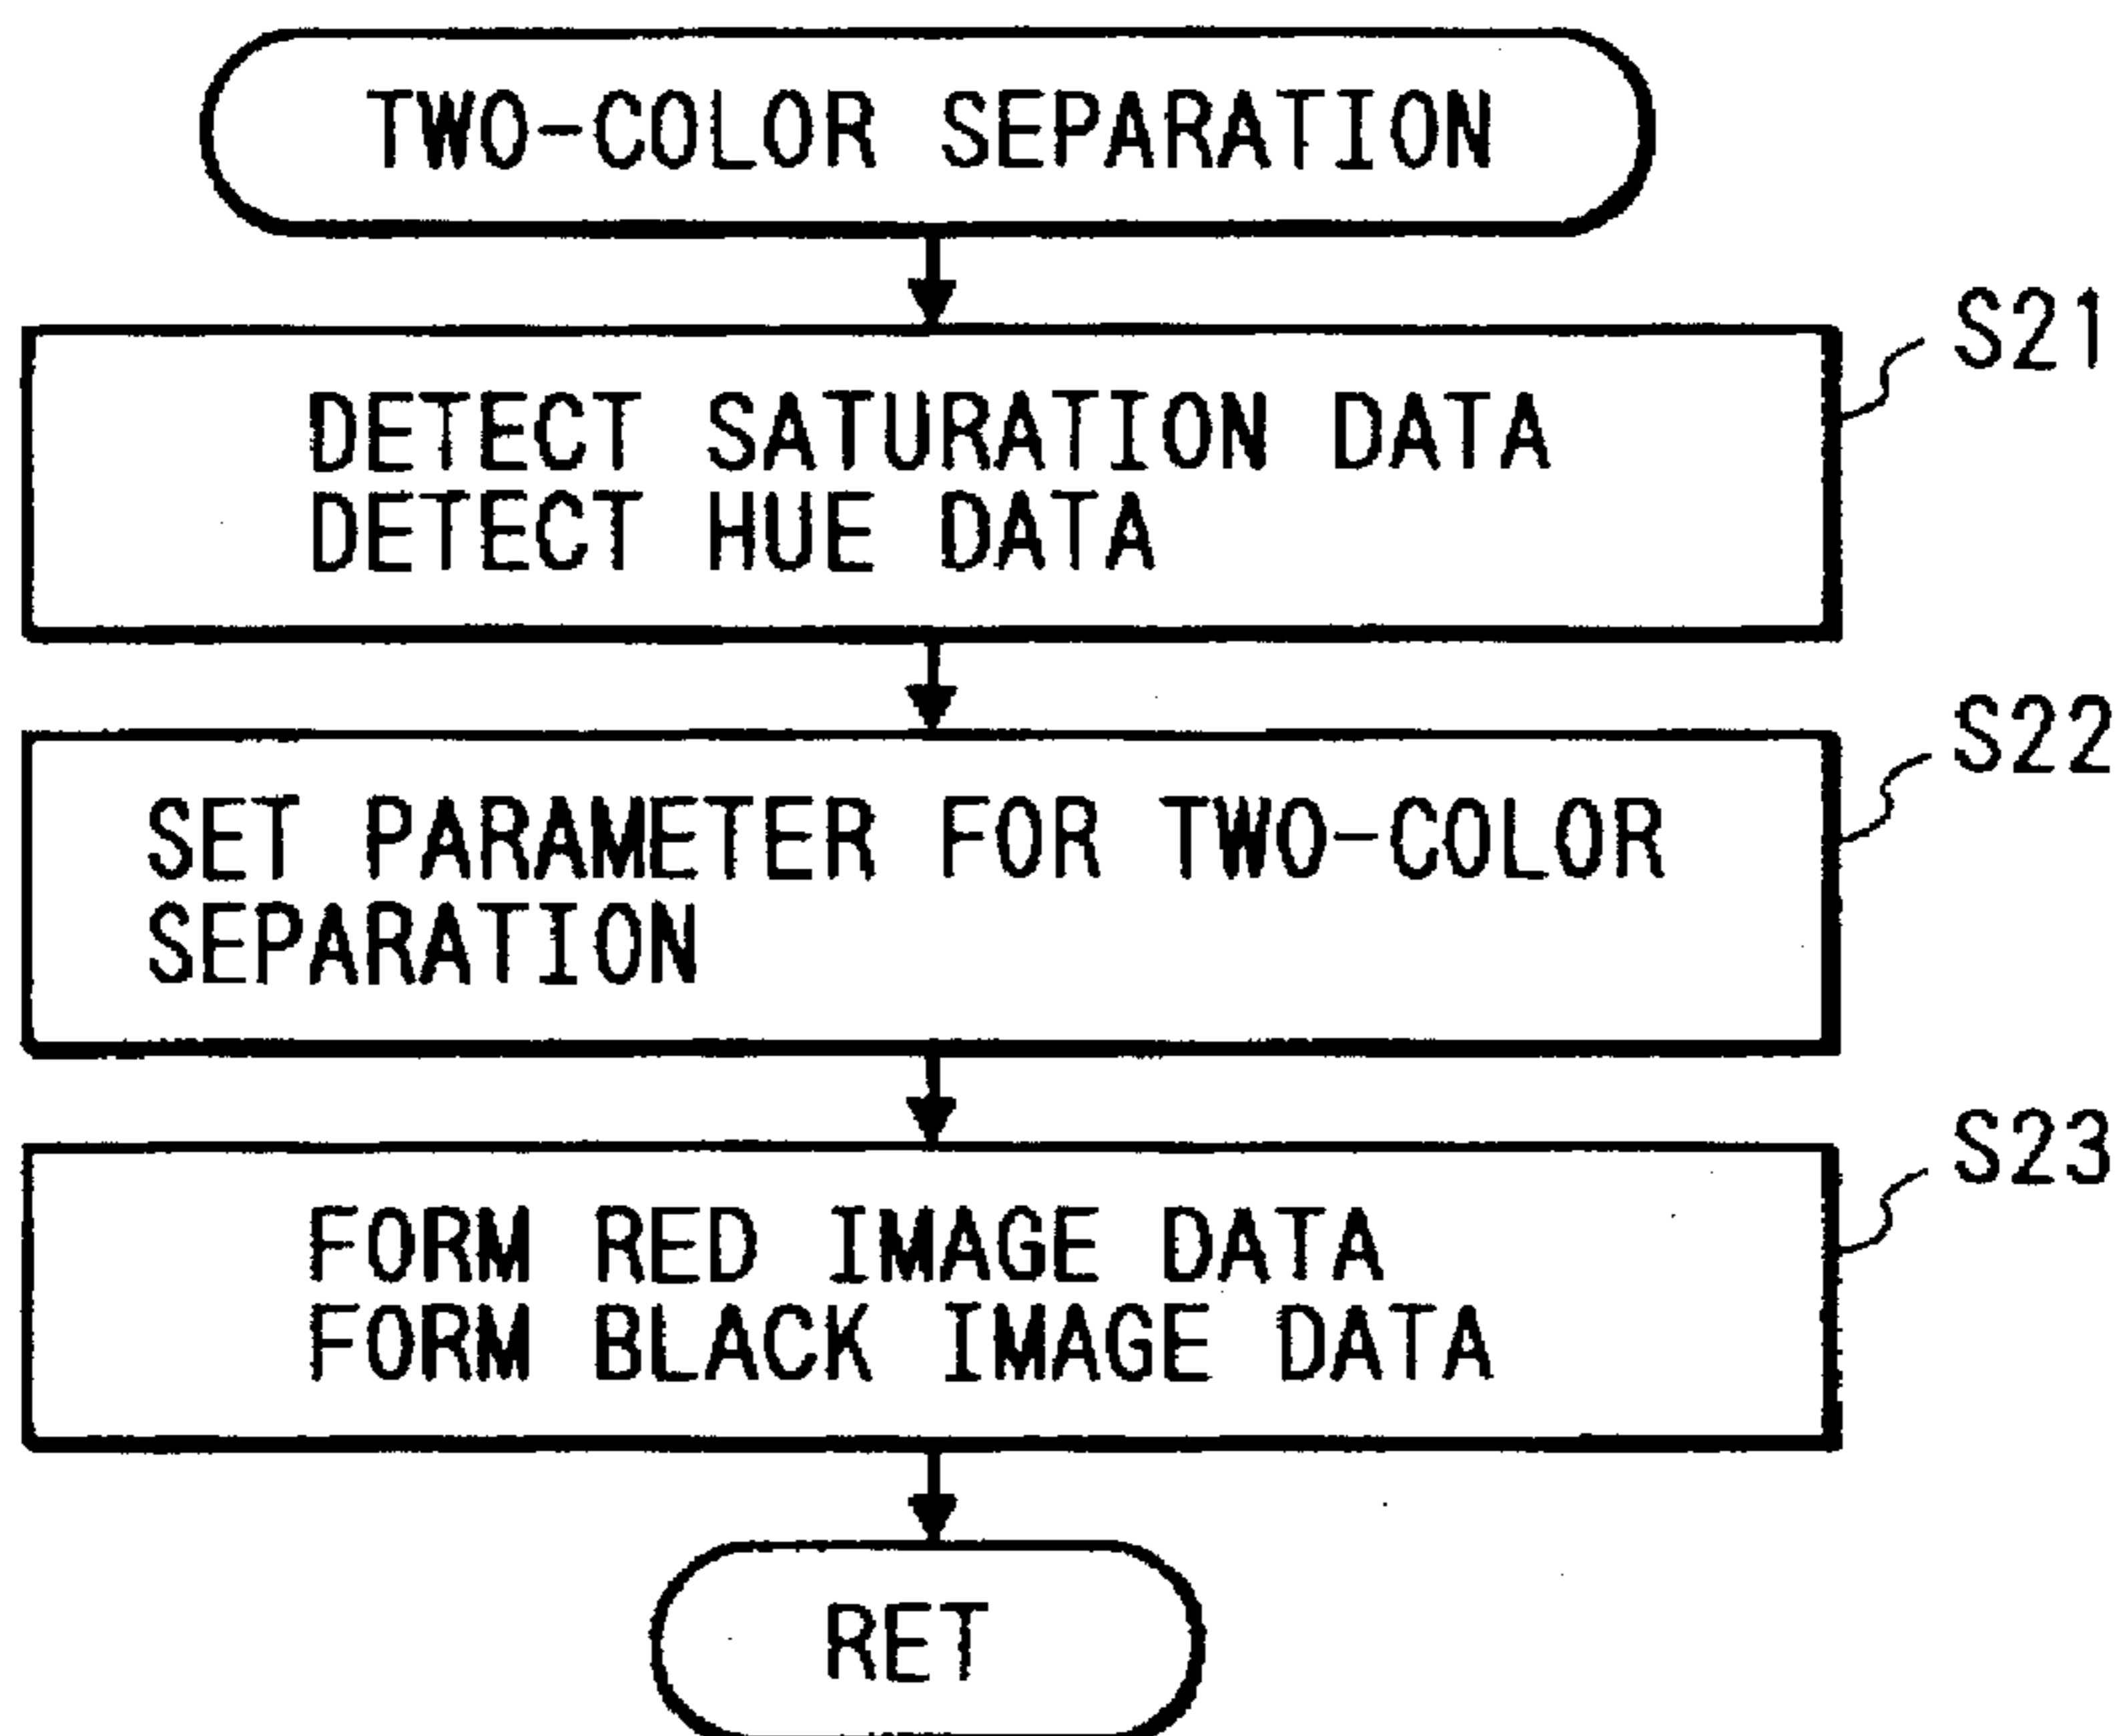 TWO-COLOR SEPARATION
S21
DETECT SATURATION DATA
DETECT HUE DATA
S22
SET PARAMETER FOR TWO-COLOR
SEPARATION
S23
FORM RED IMAGE DATA
FORM BLACK IMAGE DATA
RET